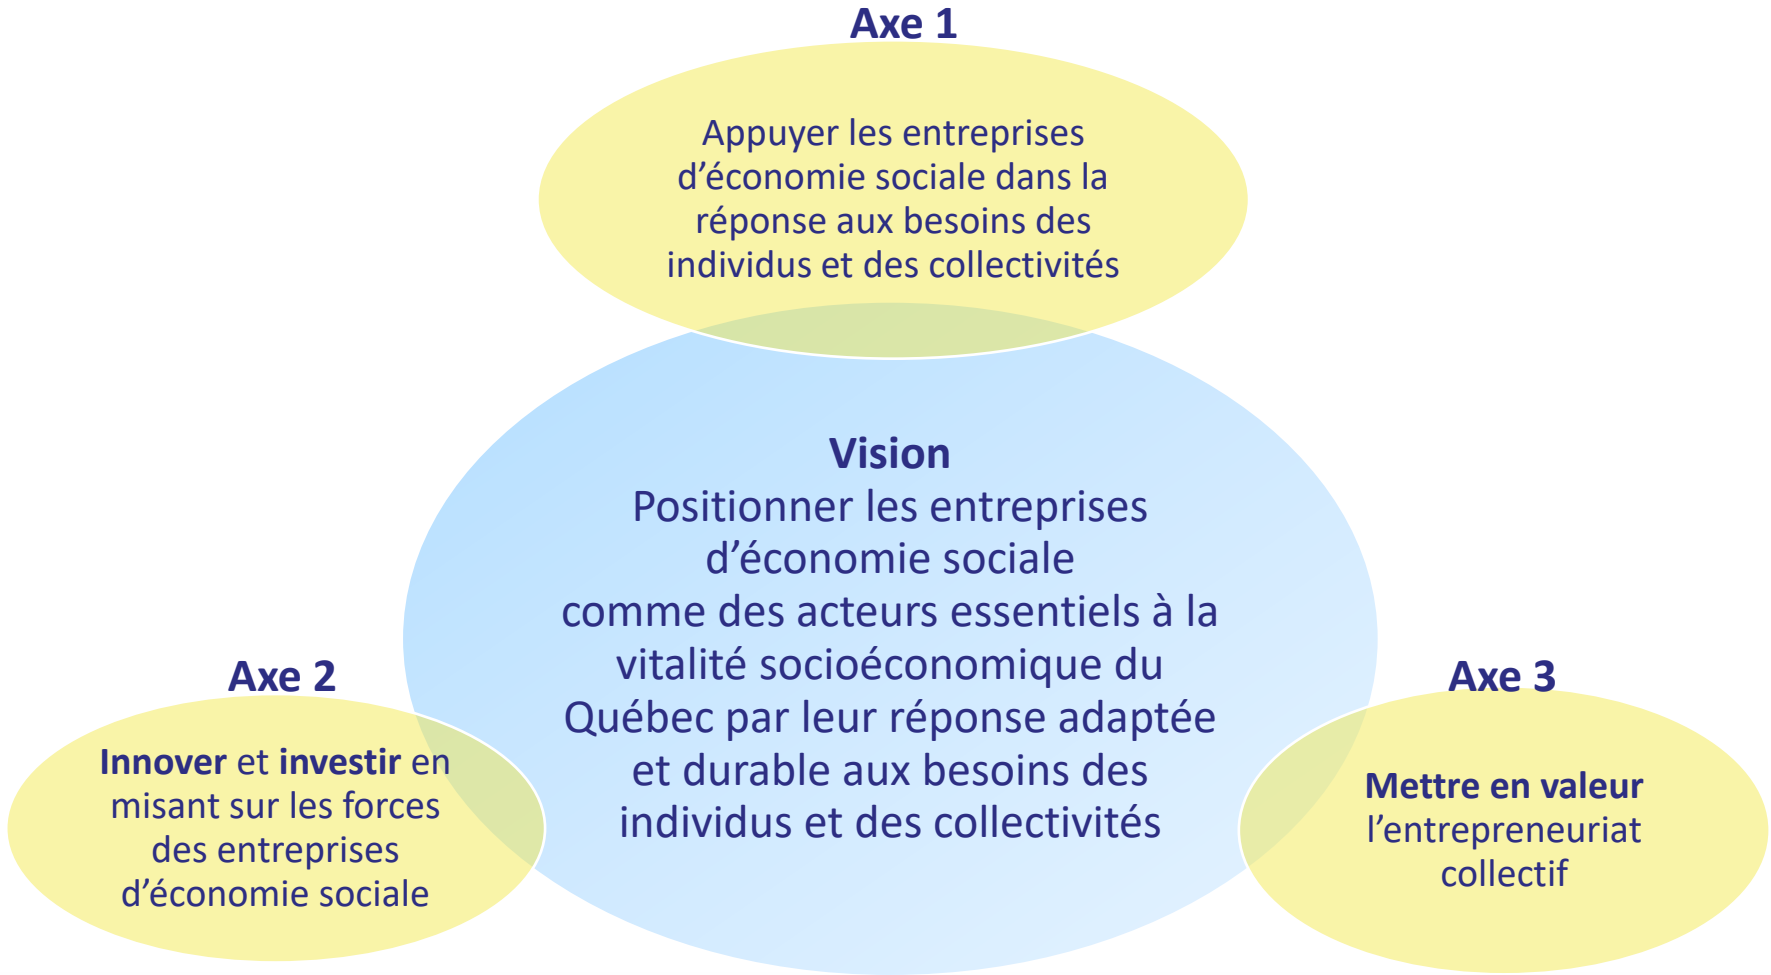 Axe 1
Appuyer les entreprises
d’économie sociale dans la
réponse aux besoins des
individus et des collectivités
Vision
Positionner les entreprises
d’économie sociale
comme des acteurs essentiels à la
vitalité socioéconomique du
Québec par leur réponse adaptée
et durable aux besoins des
individus et des collectivités
Axe 2
Innover et investir en
misant sur les forces
des entreprises
d’économie sociale
Axe 3
Mettre en valeur
l’entrepreneuriat
collectif